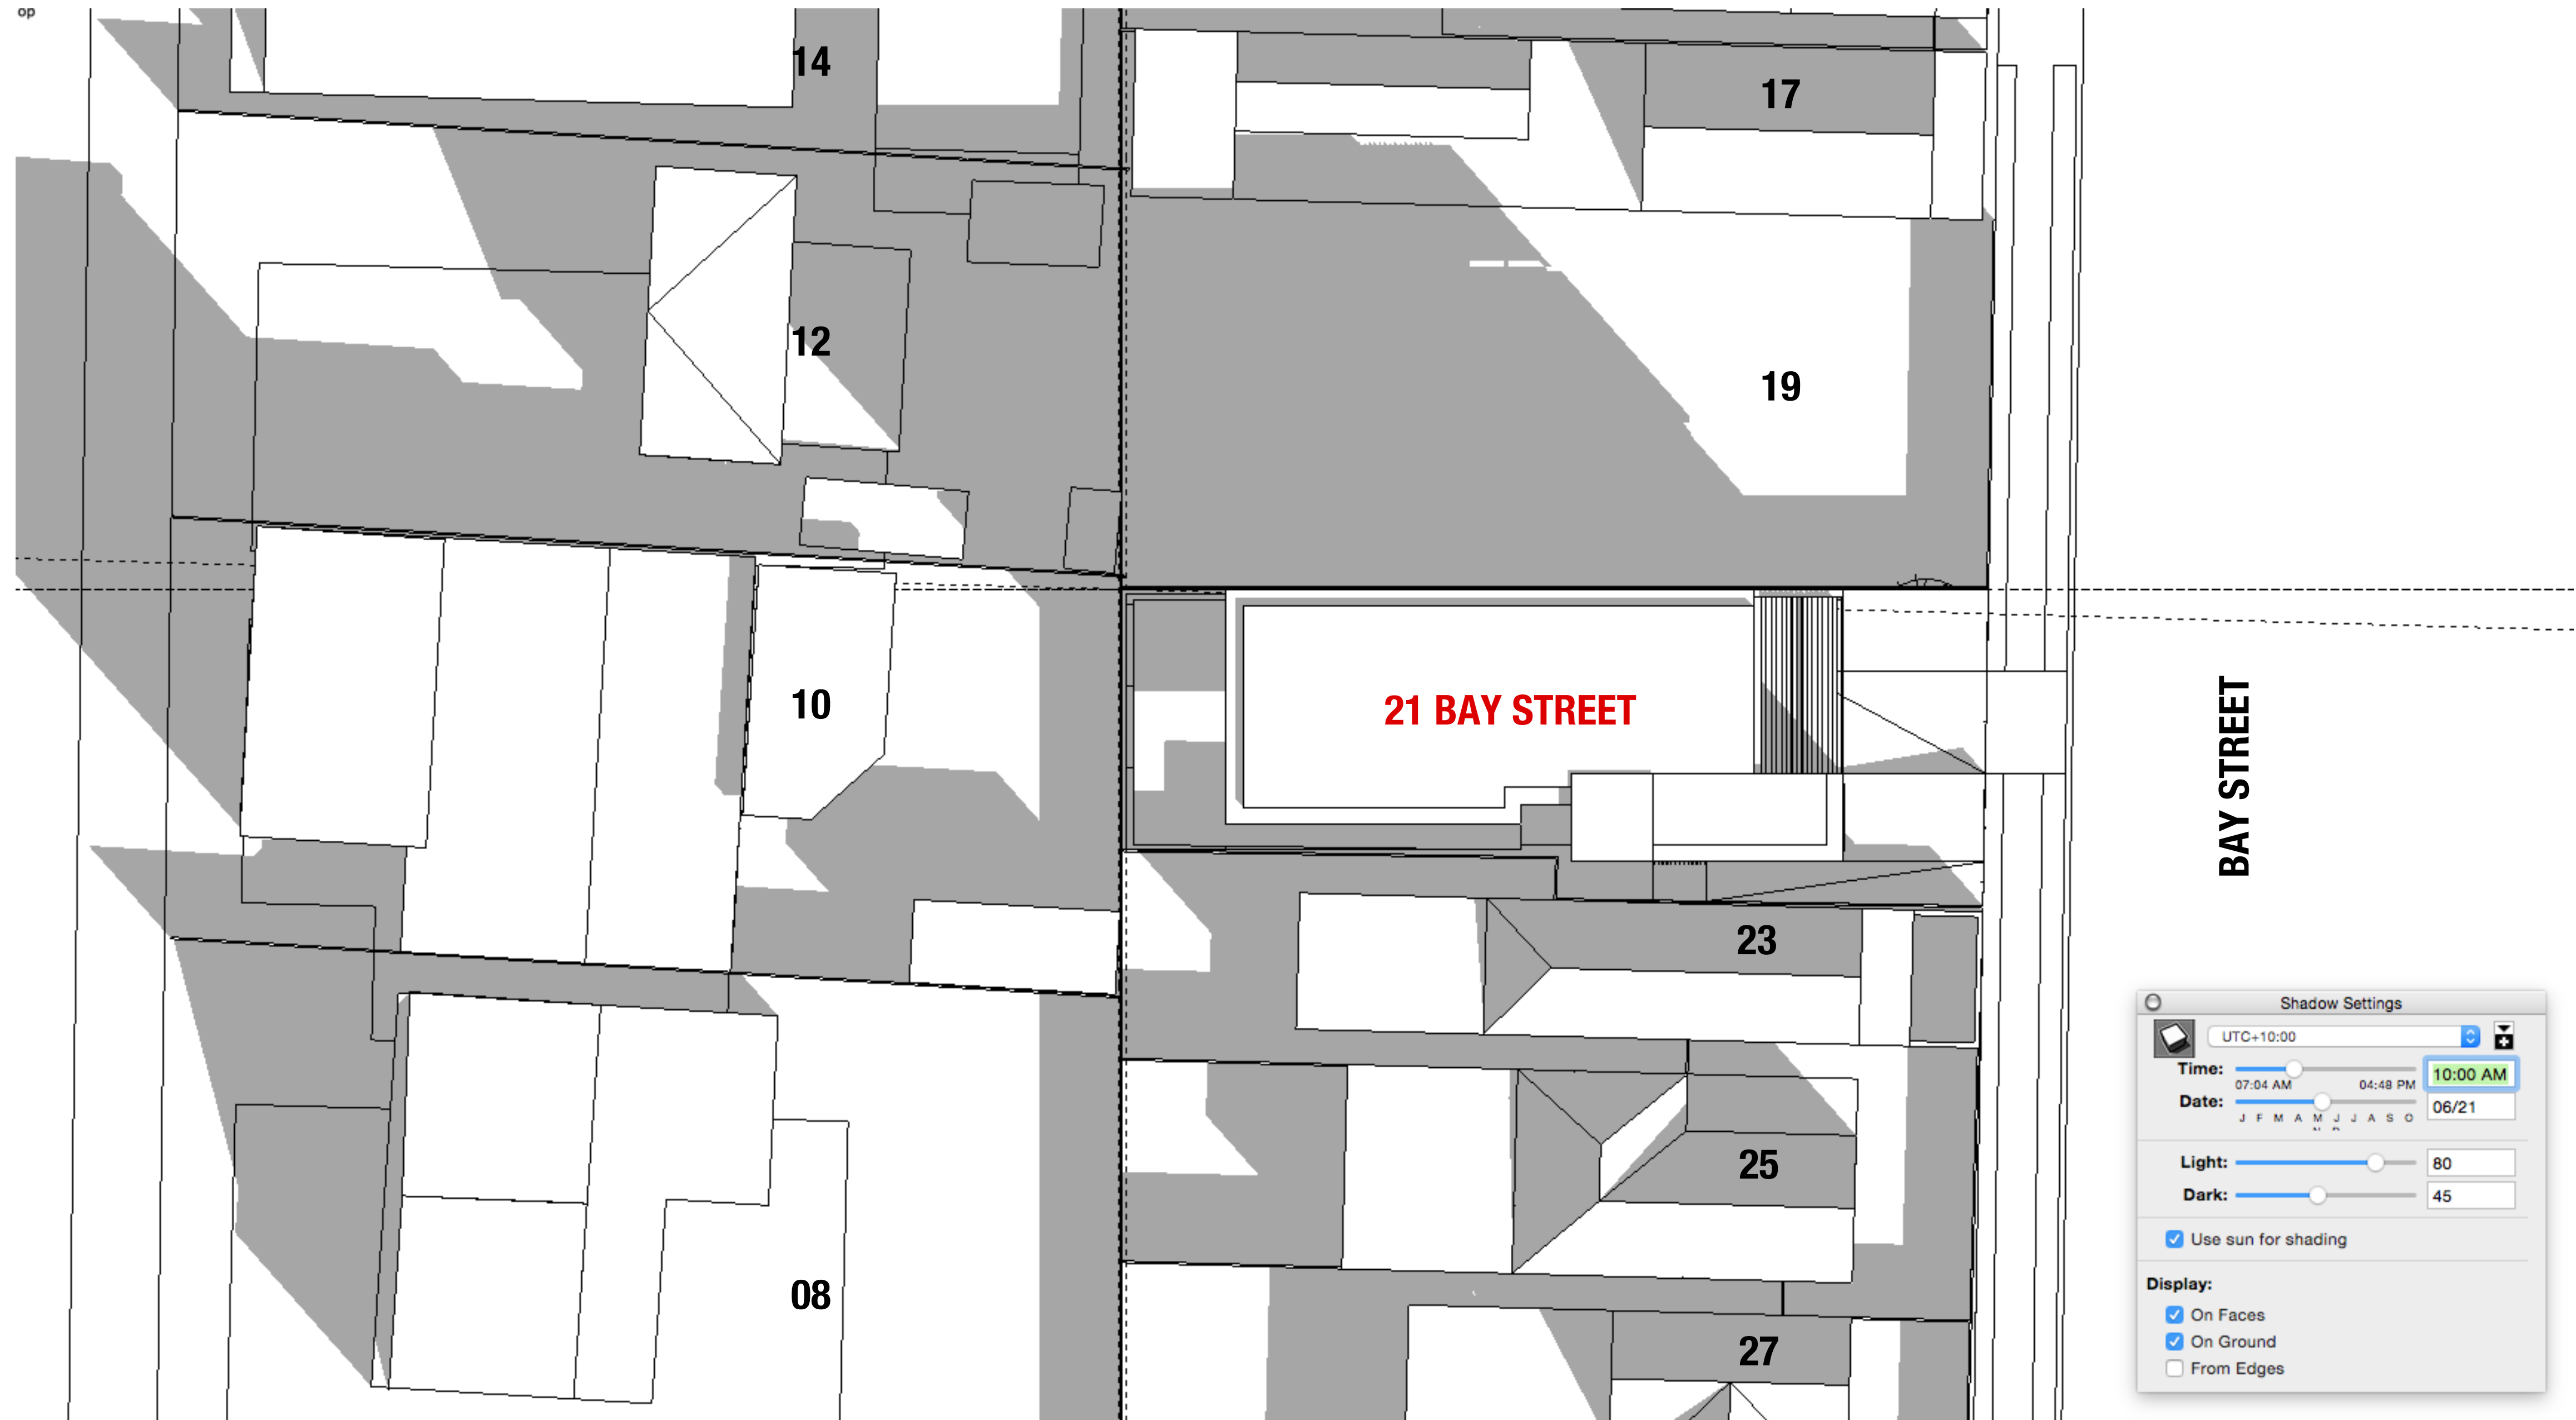 op
14
17
12
19
10
21 BAY STREET
BAY STREET
23
25
08
27
Shadow Settings
UTC+10:00
Time:
07:04 AM 04:48 PM
10:00 AM
Date:
J F M A M J J A S O
06/21
Light: 80
Dark: 45
Use sun for shading
Display:
On Faces
On Ground
From Edges